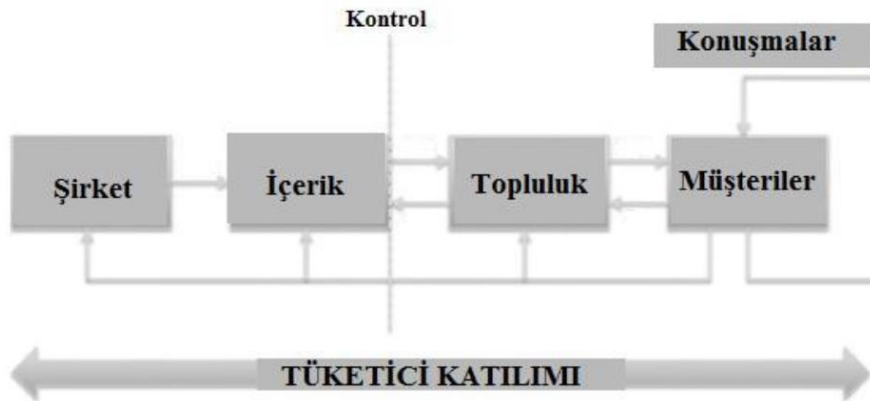 Kontrol
Konuşmalar
Şirket
İçerik
Topluluk
Müşteriler
TÜKETİCİ KATILIMI